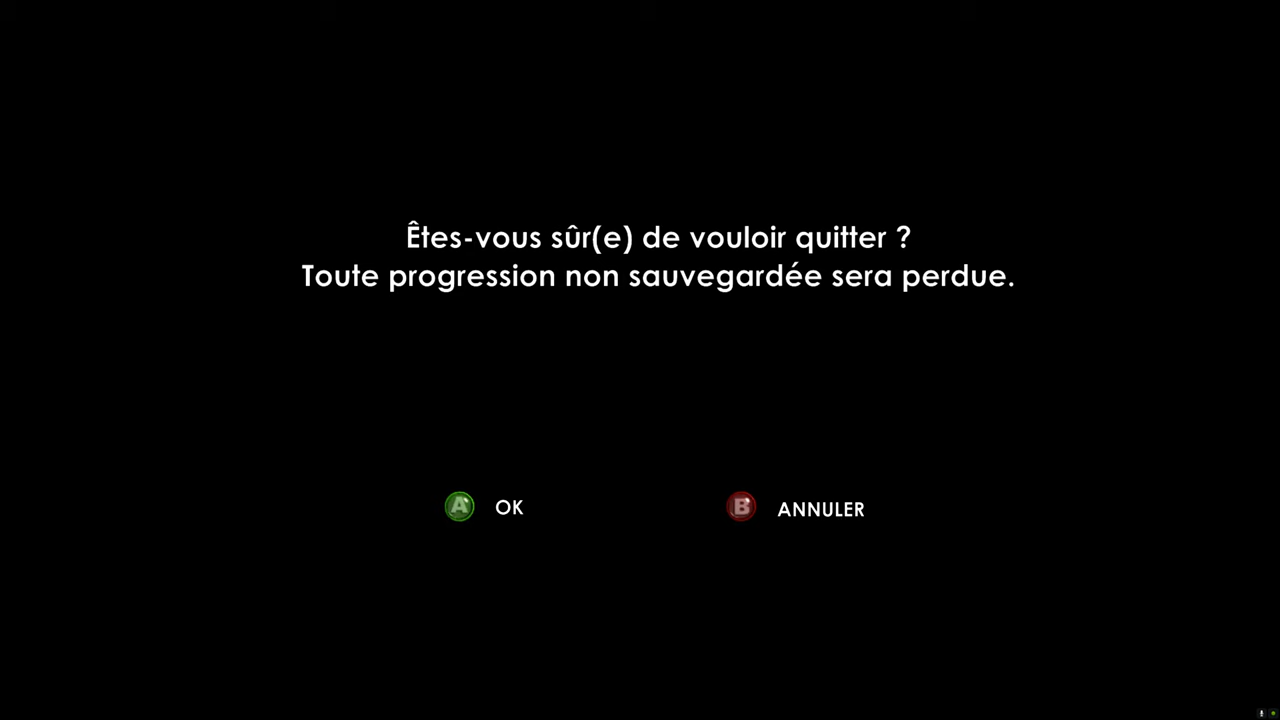 Êtes-vous sûr(e) de vouloir quitter ?
Toute progression non sauvegardée sera perdue.
A OK
B ANNULER